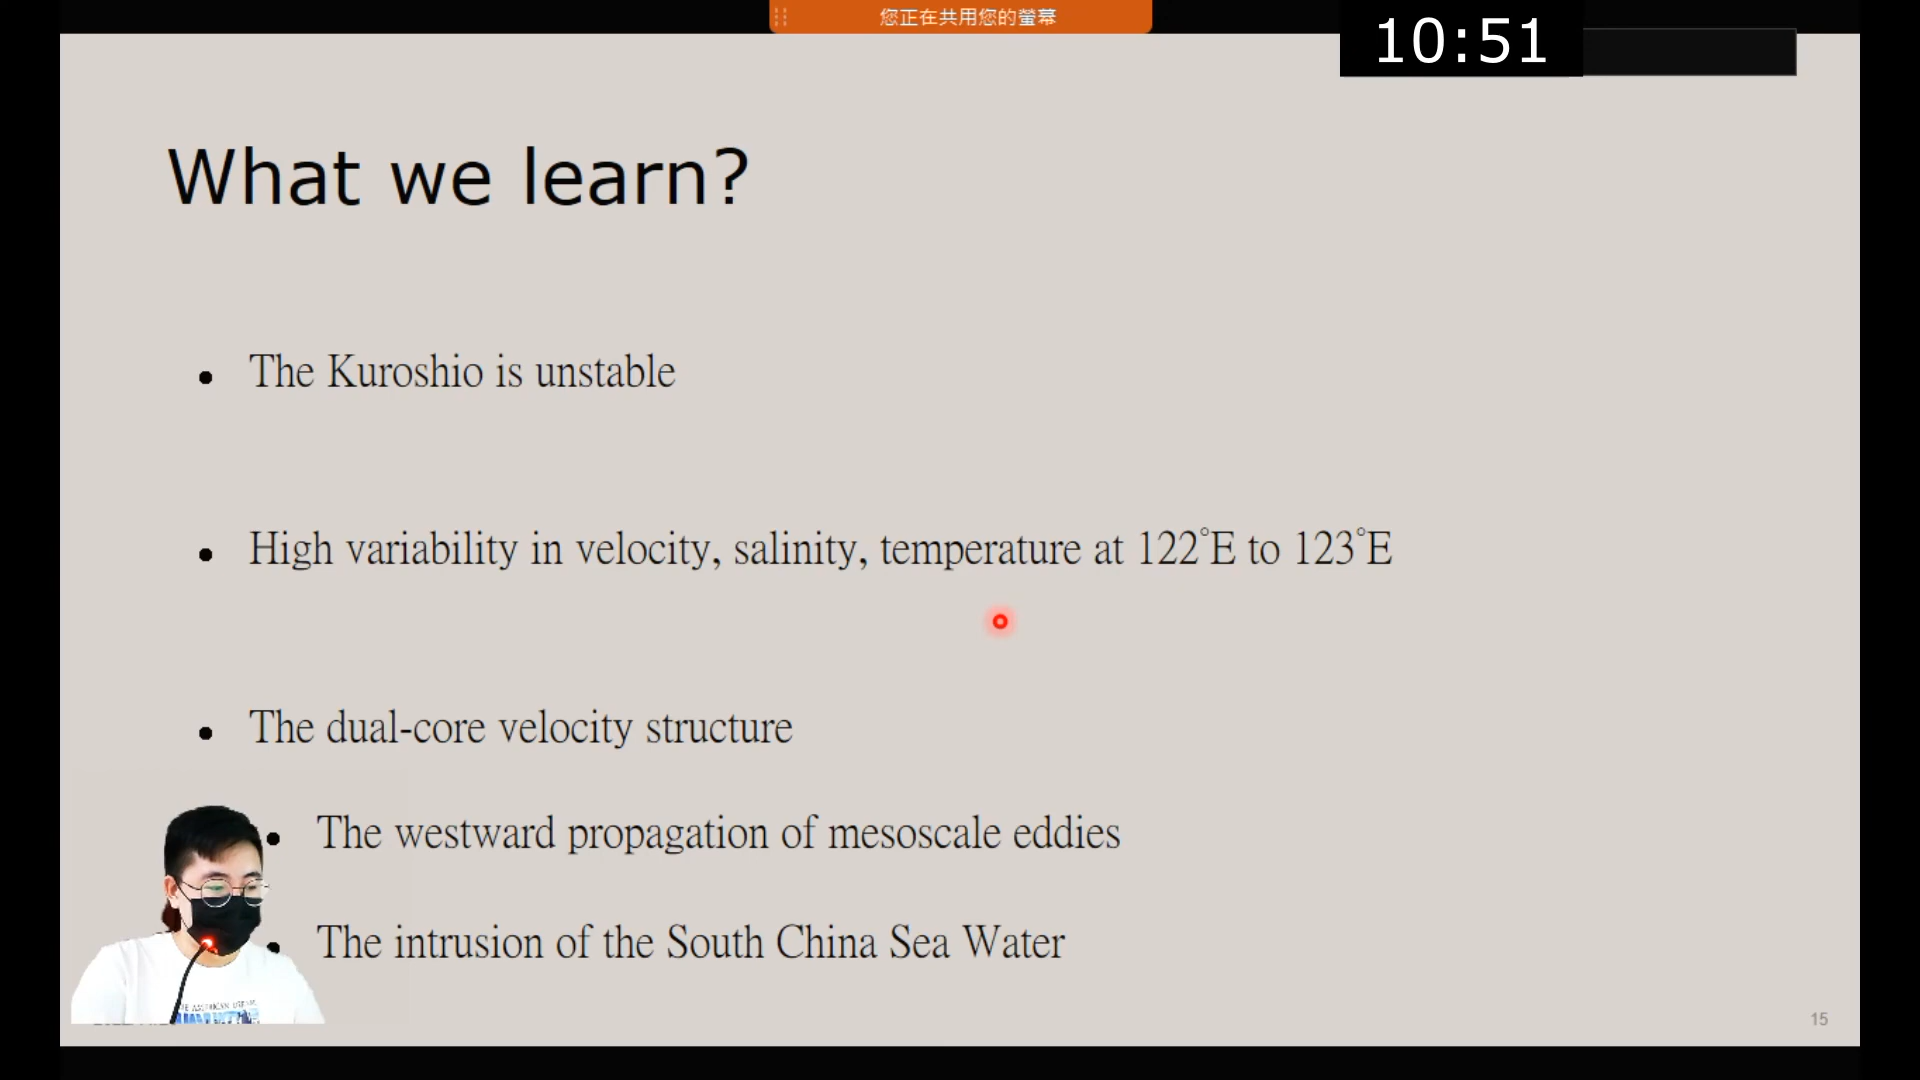 您正在共用您的螢幕
10:51
What we learn?
• The Kuroshio is unstable
• High variability in velocity, salinity, temperature at 122°E to 123°E
• The dual-core velocity structure
• The westward propagation of mesoscale eddies
• The intrusion of the South China Sea Water
15